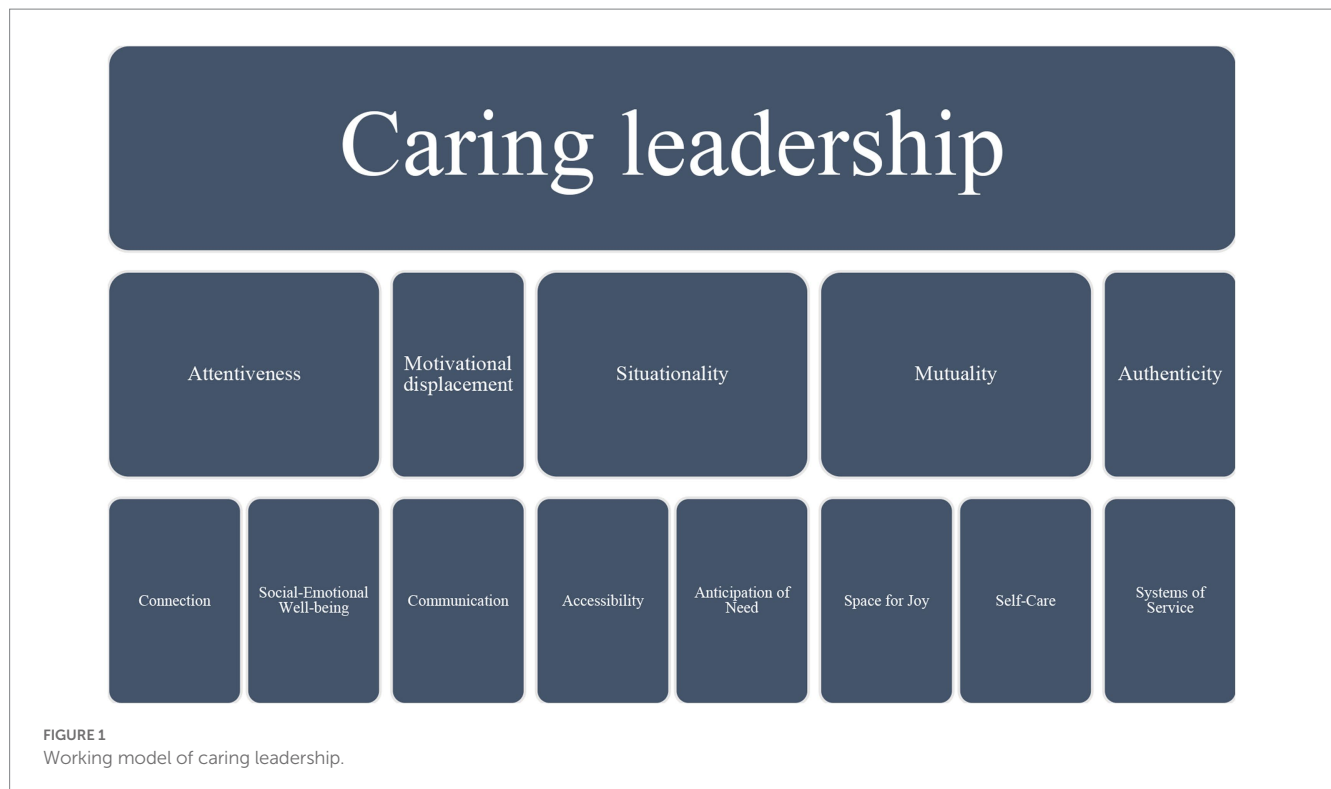 Caring leadership
Attentiveness
Motivational
displacement
Situationality
Mutuality
Authenticity
Connection
Social-Emotional
Well-being
Communication
Accessibility
Anticipation of
Need
Space for Joy
Self-Care
Systems of
Service
FIGURE 1
Working model of caring leadership.